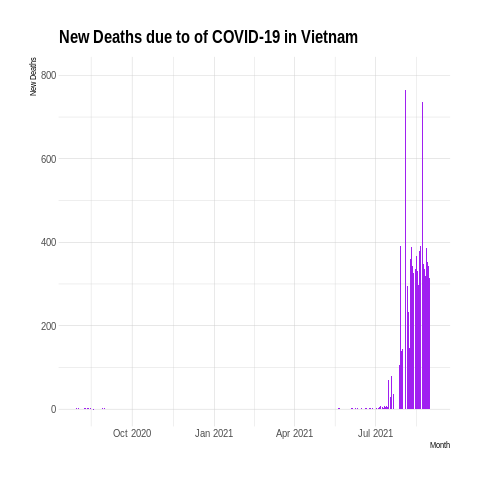 New Deaths due to of COVID-19 in Vietnam
New Deaths
800
600
400
200
0
Oct 2020 Jan 2021 Apr 2021 Jul 2021
Month